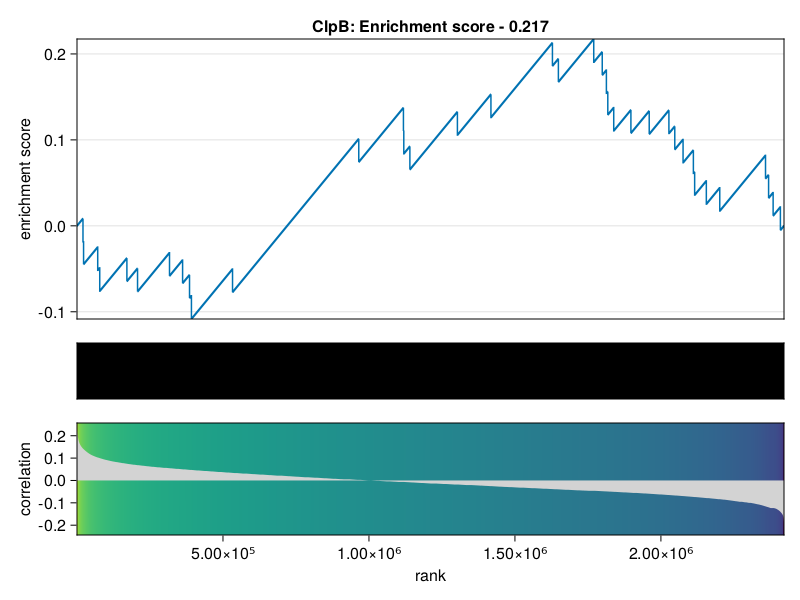 ClpB: Enrichment score - 0.217
0.2
0.1
0.0
-0.1
enrichment score
0.2
0.1
0.0
-0.1
-0.2
correlation
5.00×10⁵ 1.00×10⁶ 1.50×10⁶ 2.00×10⁶
rank